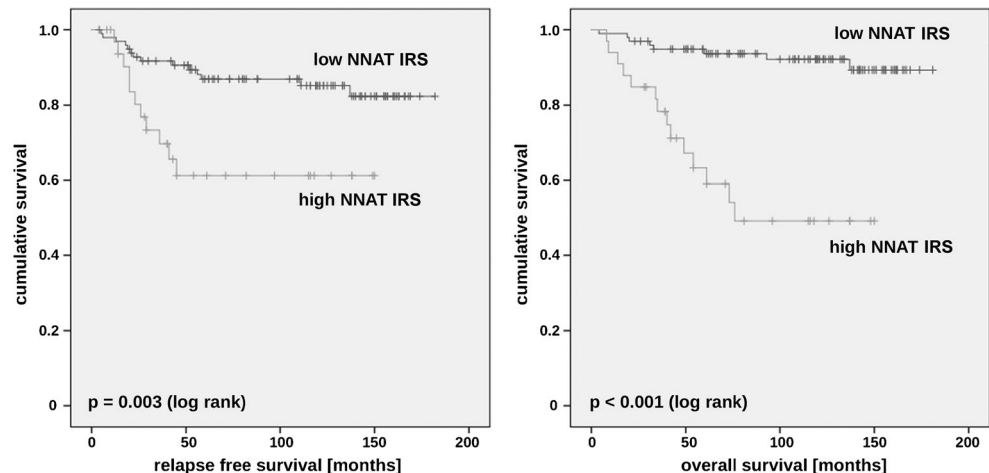 cumulative survival
1.0
0.8
0.6
0.4
0.2
0
low NNAT IRS
high NNAT IRS
p = 0.003 (log rank)
0 50 100 150 200
relapse free survival [months]
cumulative survival
1.0
0.8
0.6
0.4
0.2
0
low NNAT IRS
high NNAT IRS
p < 0.001 (log rank)
0 50 100 150 200
overall survival [months]